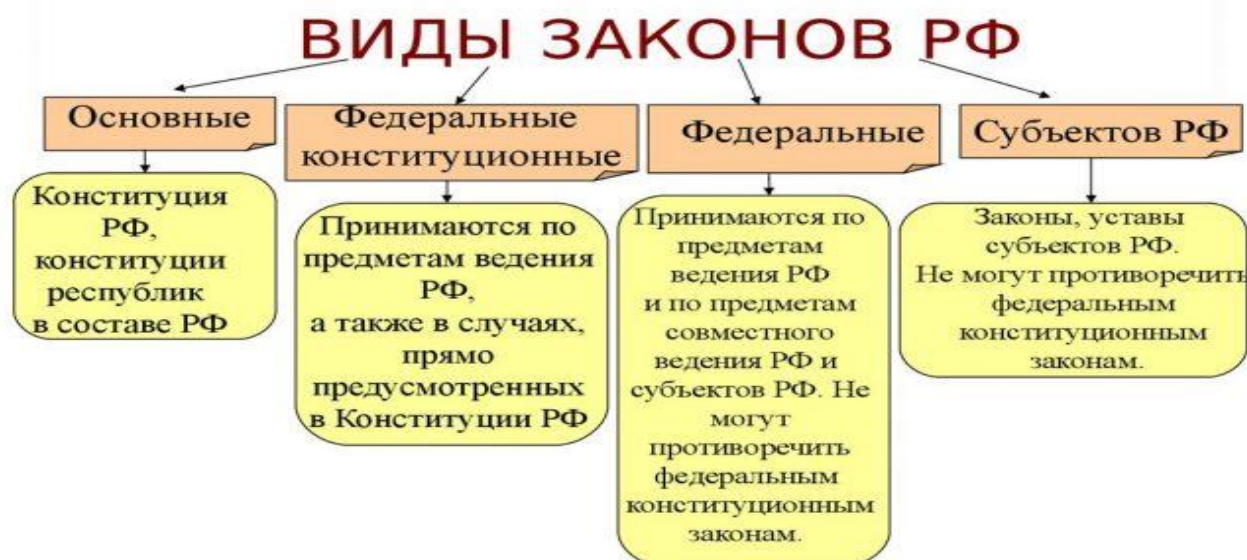 ВИДЫ ЗАКОНОВ РФ
Основные
Конституция
РФ,
конституции
республик
в составе РФ
Федеральные
конституционные
Принимаются по
предметам ведения
РФ,
а также в случаях,
прямо
предусмотренных
в Конституции РФ
Федеральные
Принимаются по
предметам
ведения РФ
и по предметам
совместного
ведения РФ и
субъектов РФ. Не
могут
противоречить
федеральным
конституционным
законам.
Субъектов РФ
Законы, уставы
субъектов РФ.
Не могут противоречить
федеральным
конституционным
законам.